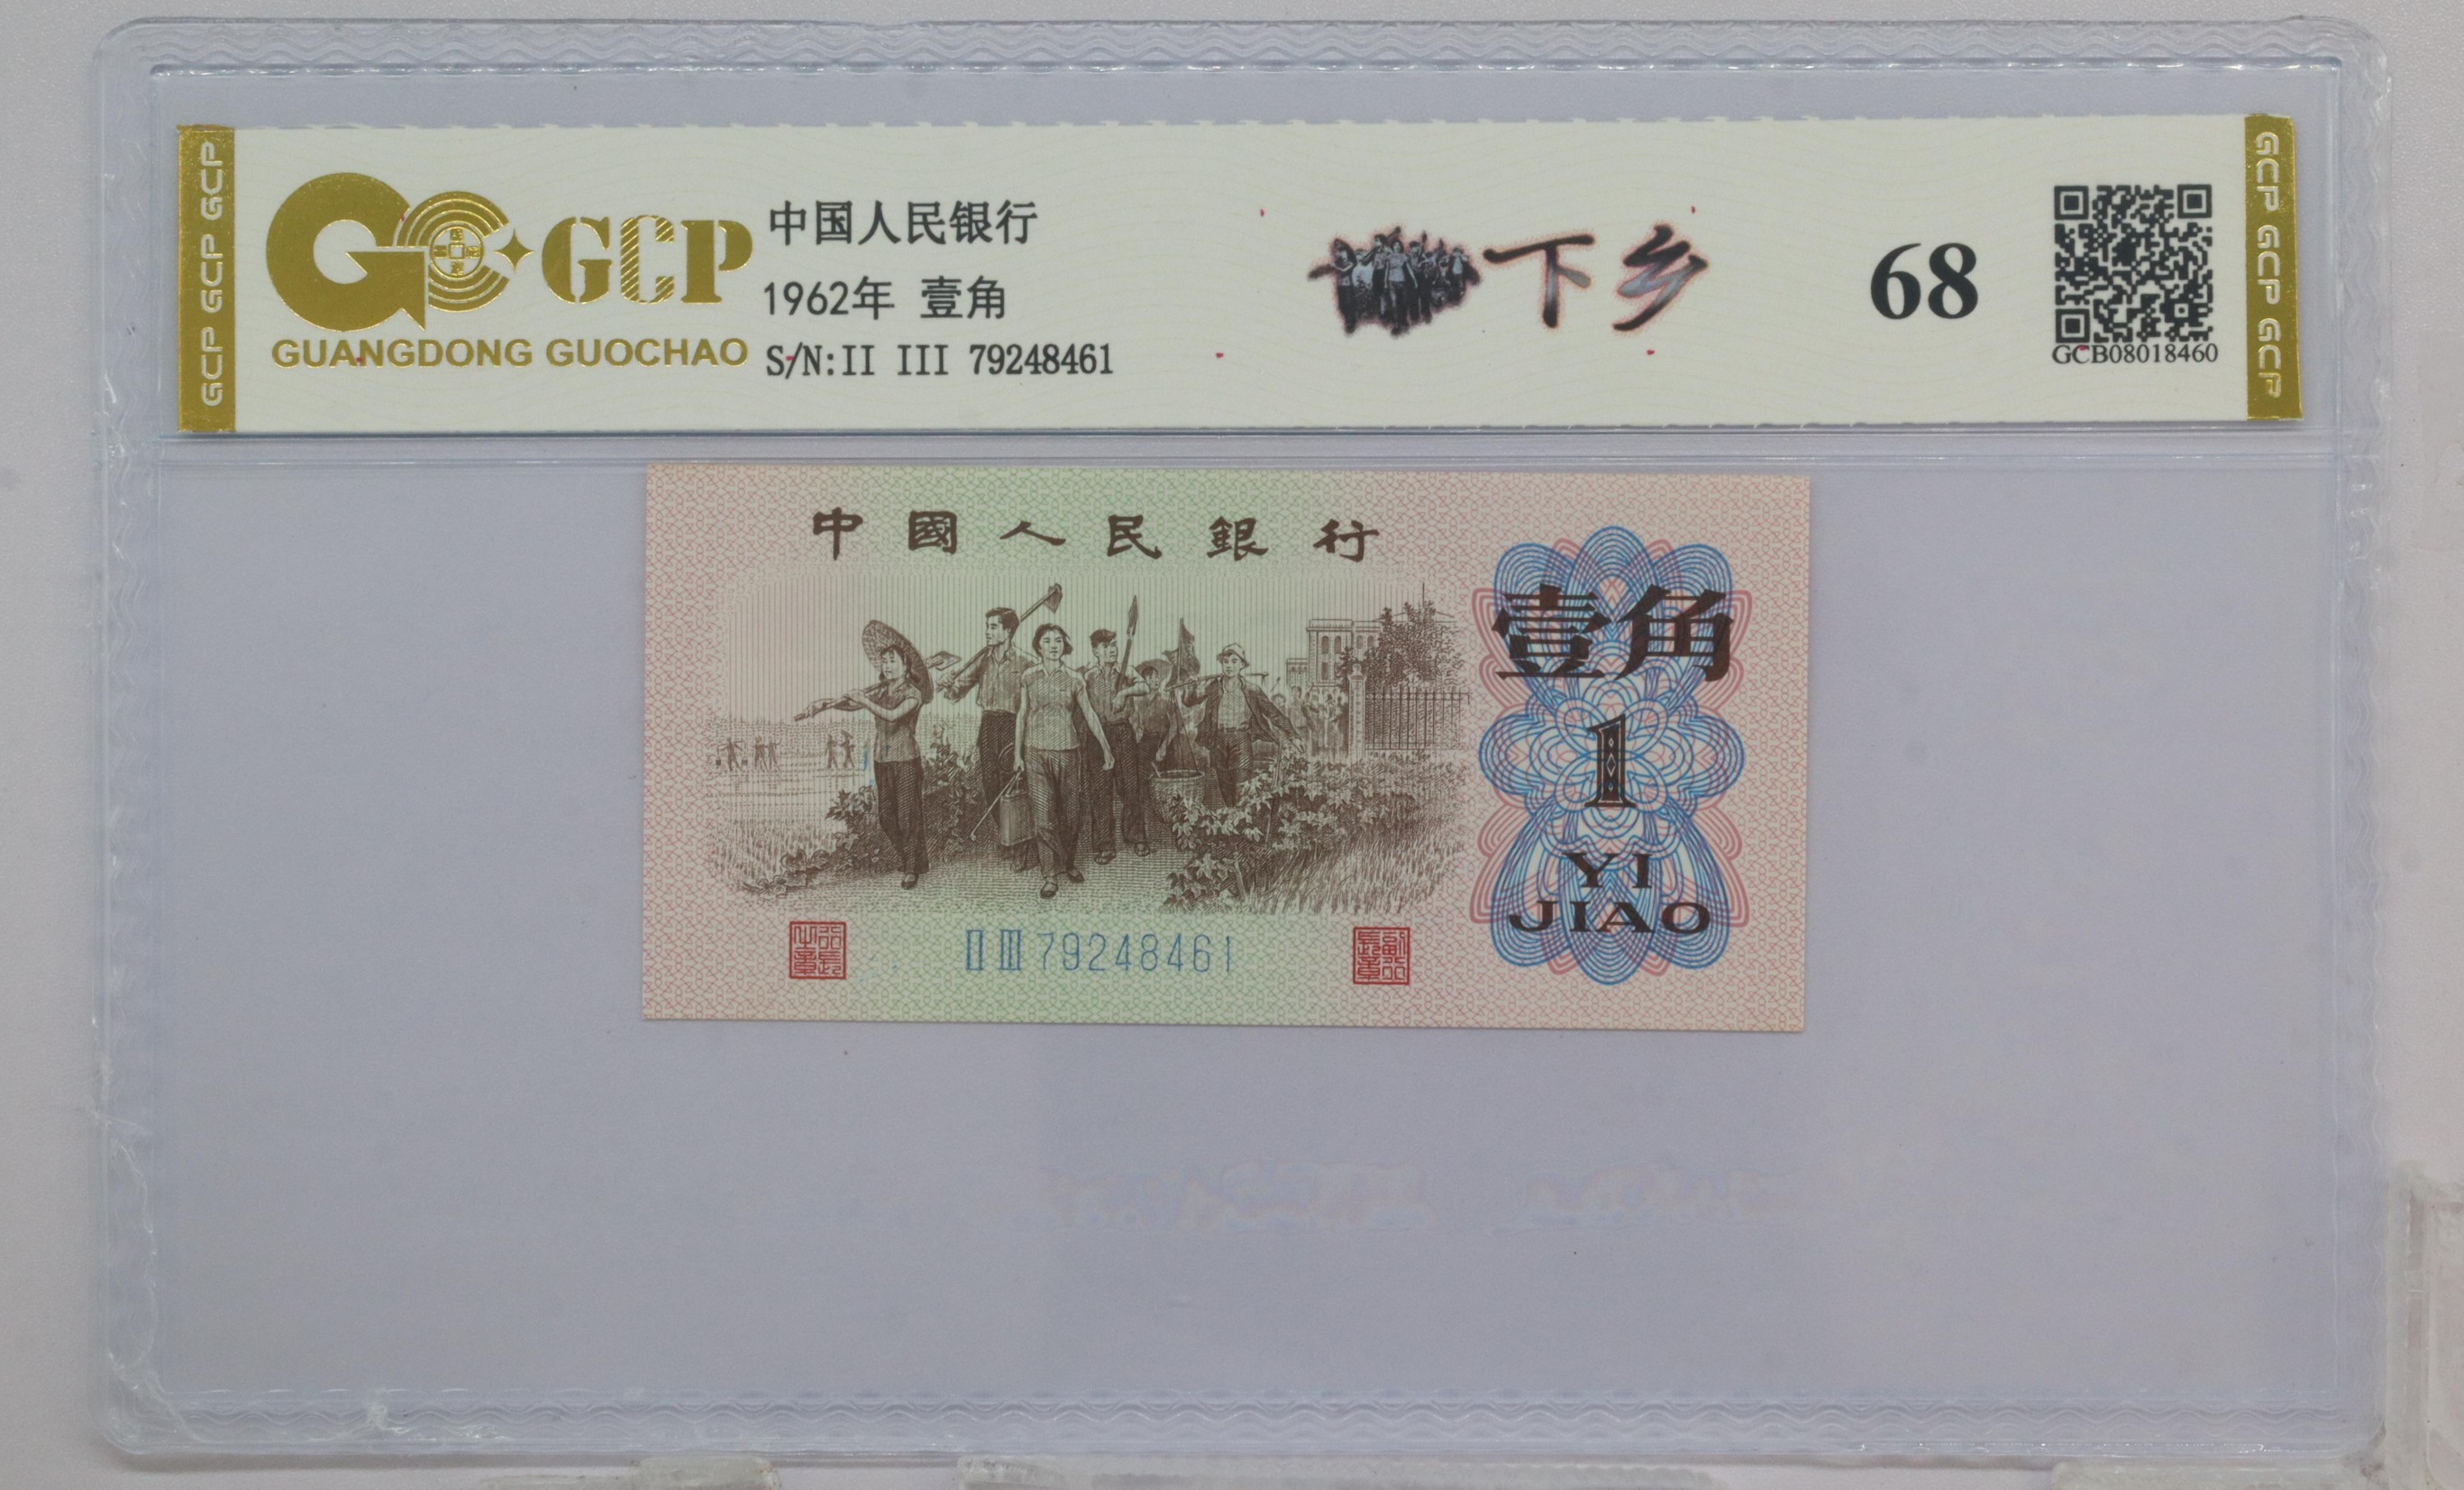 GCP GCP GCP
GCP
GUANGDONG GUOCHAO
中国人民银行
1962年 壹角
S/N:II III 79248461
下乡
68
GCB08018460
GCP GCP GCP
中國人民銀行
壹角
1
YI
JIAO
II III 79248461